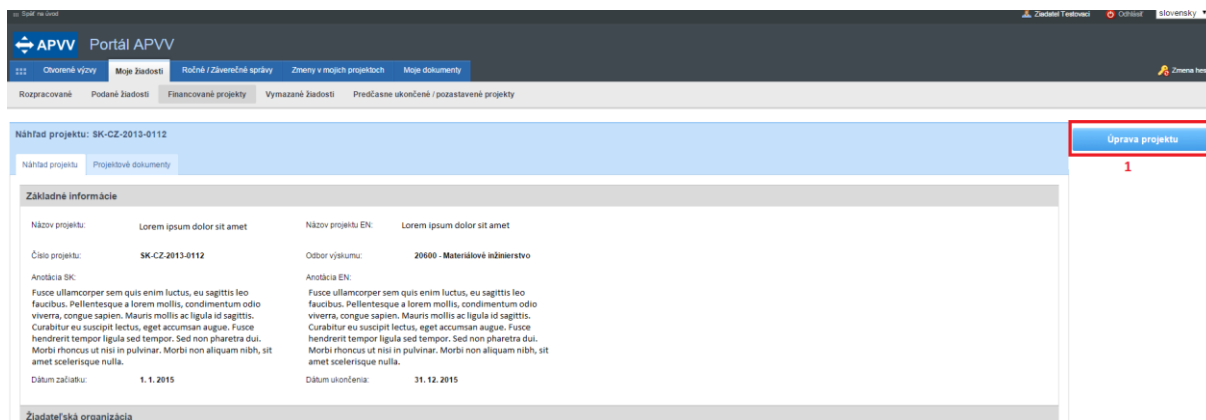 Späť na úvod
Žiadateľ Testovací Odhlásiť slovensky
APVV Portál APVV
Otvorené výzvy Moje žiadosti Ročné / Záverečné správy Zmeny v mojich projektoch Moje dokumenty Zmena hes
Rozpracované Podané žiadosti Financované projekty Vymazané žiadosti Predčasne ukončené / pozastavené projekty
Náhľad projektu: SK-CZ-2013-0112
Úprava projektu
1
Náhľad projektu Projektové dokumenty
Základné informácie
Názov projektu: Lorem ipsum dolor sit amet Názov projektu EN: Lorem ipsum dolor sit amet
Číslo projektu: SK-CZ-2013-0112 Odbor výskumu: 20600 - Materiálové inžinierstvo
Anotácia SK:
Fusce ullamcorper sem quis enim luctus, eu sagittis leo
faucibus. Pellentesque a lorem mollis, condimentum odio
viverra, congue sapien. Mauris mollis ac ligula id sagittis.
Curabitur eu suscipit lectus, eget accumsan augue. Fusce
hendrerit tempor ligula sed tempor. Sed non pharetra dui.
Morbi rhoncus ut nisi in pulvinar. Morbi non aliquam nibh, sit
amet scelerisque nulla.
Anotácia EN:
Fusce ullamcorper sem quis enim luctus, eu sagittis leo
faucibus. Pellentesque a lorem mollis, condimentum odio
viverra, congue sapien. Mauris mollis ac ligula id sagittis.
Curabitur eu suscipit lectus, eget accumsan augue. Fusce
hendrerit tempor ligula sed tempor. Sed non pharetra dui.
Morbi rhoncus ut nisi in pulvinar. Morbi non aliquam nibh, sit
amet scelerisque nulla.
Dátum začiatku: 1. 1. 2015 Dátum ukončenia: 31. 12. 2015
Žiadateľská organizácia